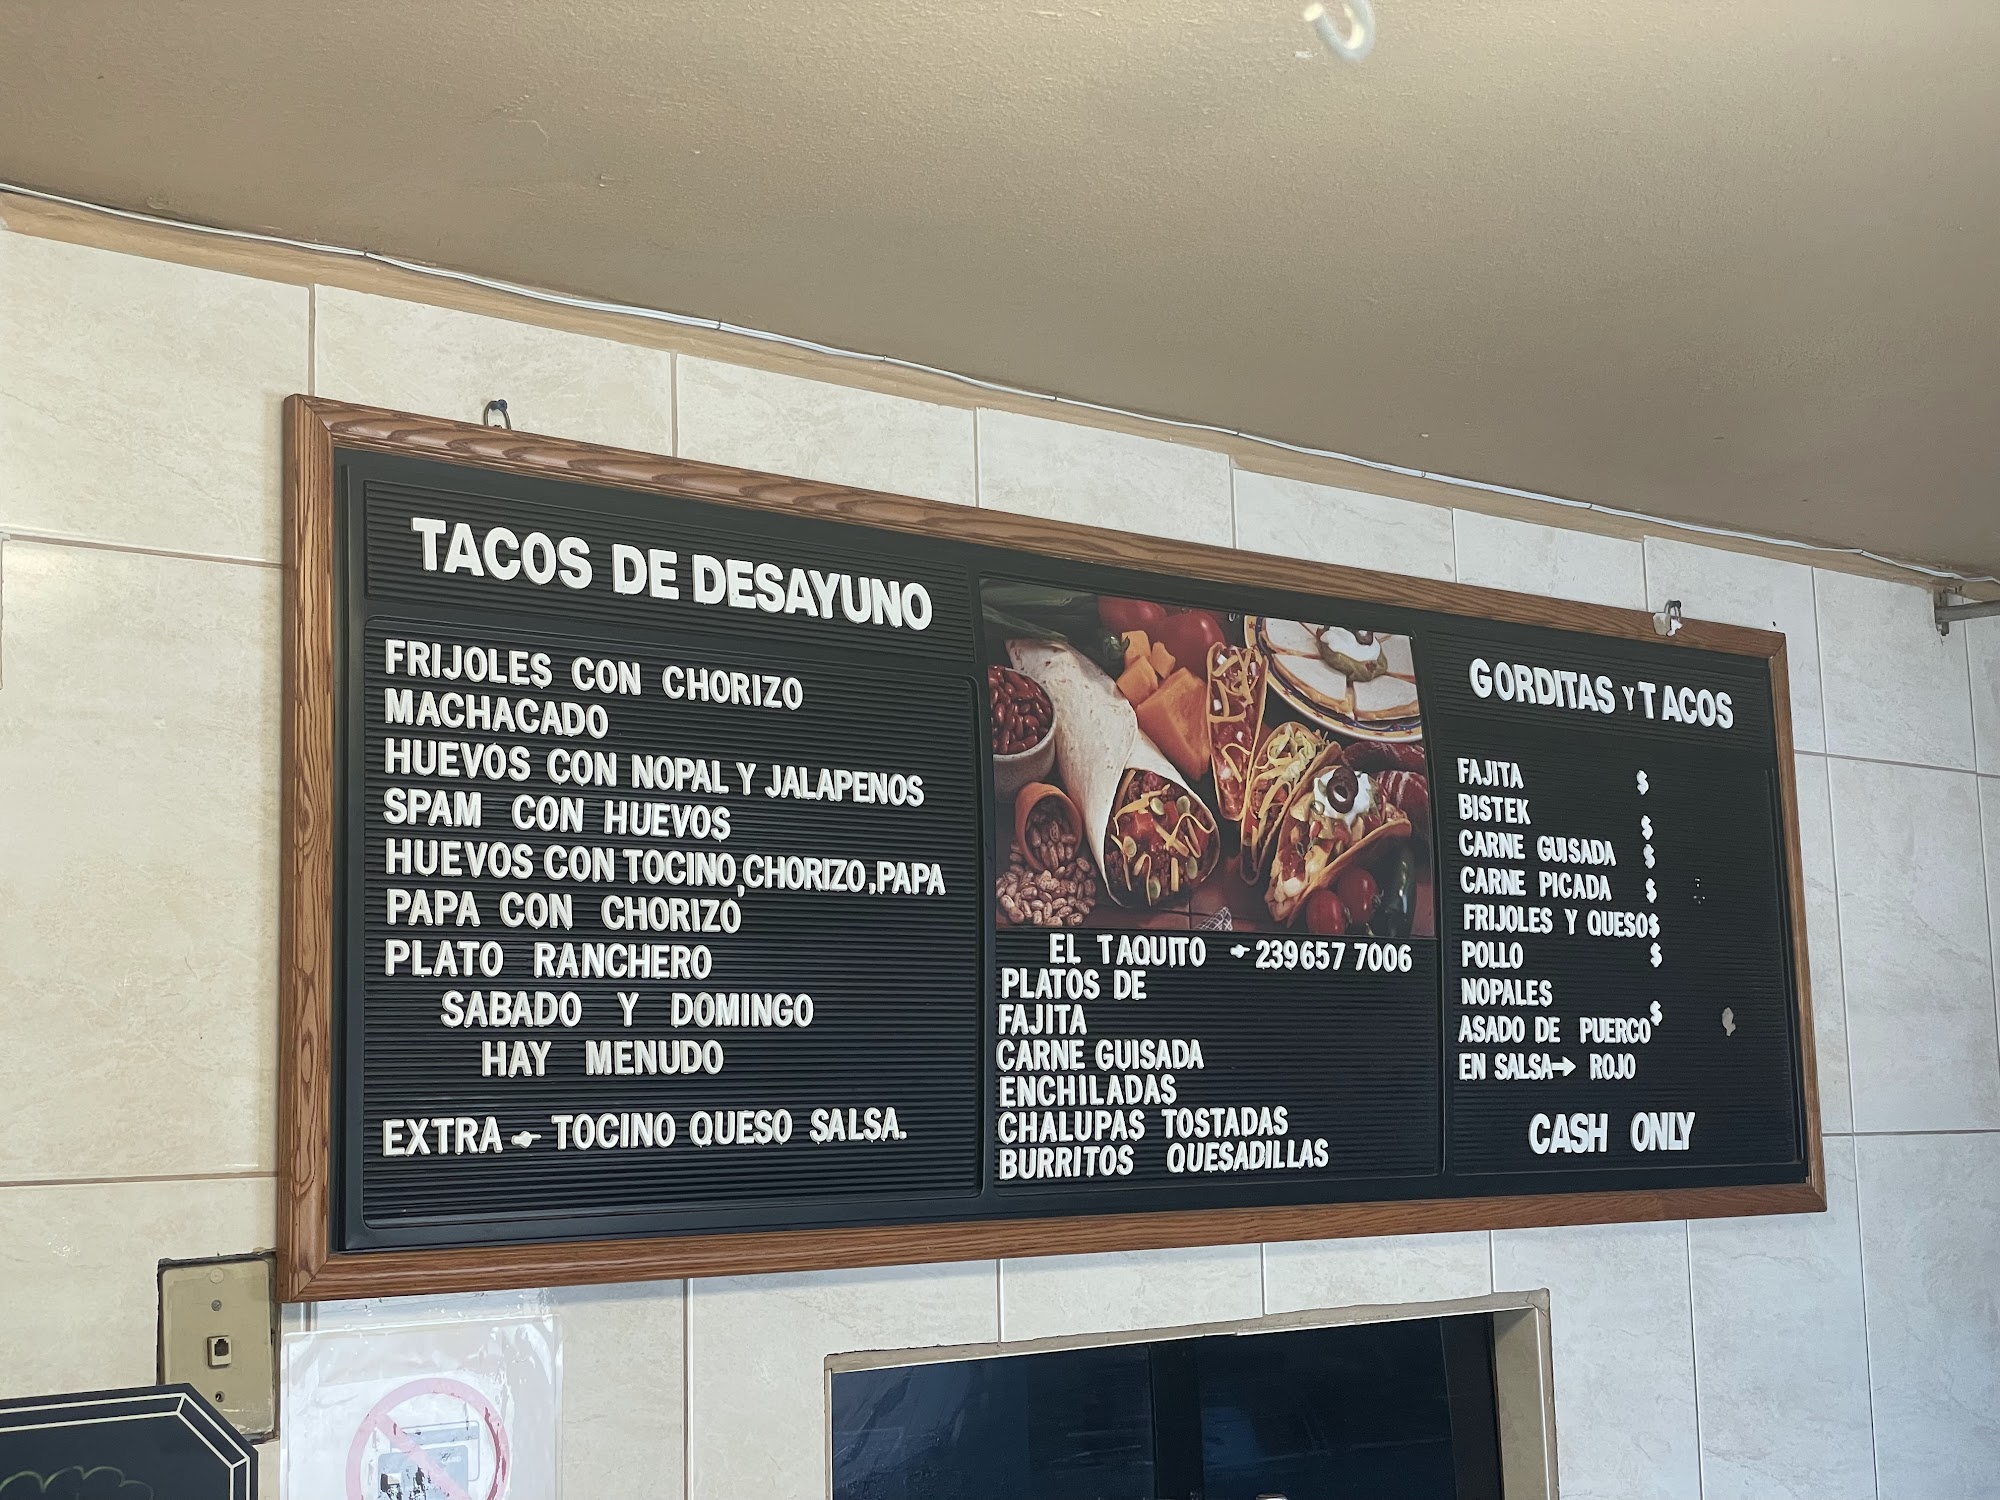 TACOS DE DESAYUNO
FRIJOLES CON CHORIZO
MACHACADO
HUEVOS CON NOPAL Y JALAPENOS
SPAM CON HUEVOS
HUEVOS CON TOCINO,CHORIZO,PAPA
PAPA CON CHORIZO
PLATO RANCHERO
SABADO Y DOMINGO
HAY MENUDO
EXTRA TOCINO QUESO SALSA.
EL TAQUITO 239657 7006
PLATOS DE
FAJITA
CARNE GUISADA
ENCHILADAS
CHALUPAS TOSTADAS
BURRITOS QUESADILLAS
GORDITAS Y TACOS
FAJITA $
BISTEK $
CARNE GUISADA $
CARNE PICADA $
FRIJOLES Y QUESO$
POLLO $
NOPALES $
ASADO DE PUERCO
EN SALSA→ ROJO
CASH ONLY